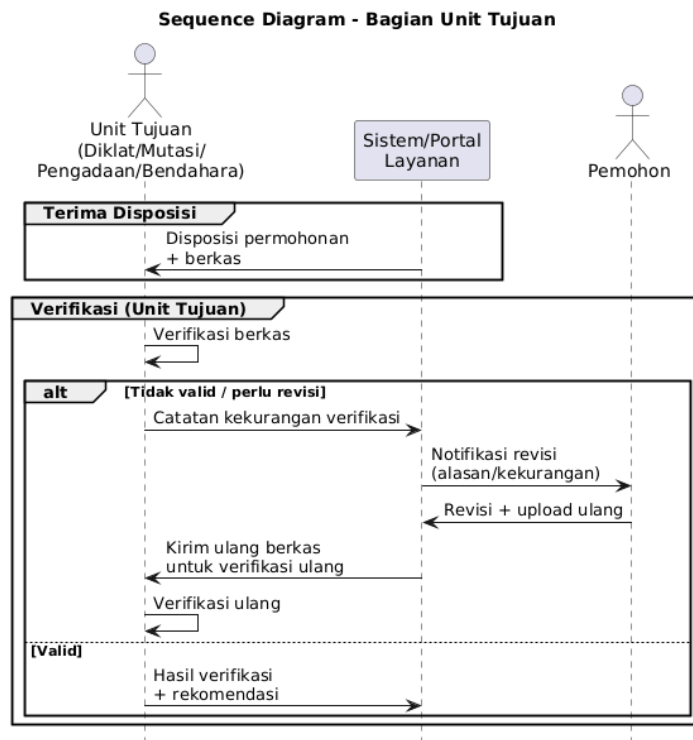 Sequence Diagram - Bagian Unit Tujuan
Unit Tujuan
(Diklat/Mutasi/
Pengadaan/Bendahara)
Sistem/Portal
Layanan
Pemohon
Terima Disposisi
Disposisi permohonan
+ berkas
Verifikasi (Unit Tujuan)
Verifikasi berkas
alt [Tidak valid / perlu revisi]
Catatan kekurangan verifikasi
Notifikasi revisi
(alasan/kekurangan)
Revisi + upload ulang
Kirim ulang berkas
untuk verifikasi ulang
Verifikasi ulang
[Valid]
Hasil verifikasi
+ rekomendasi